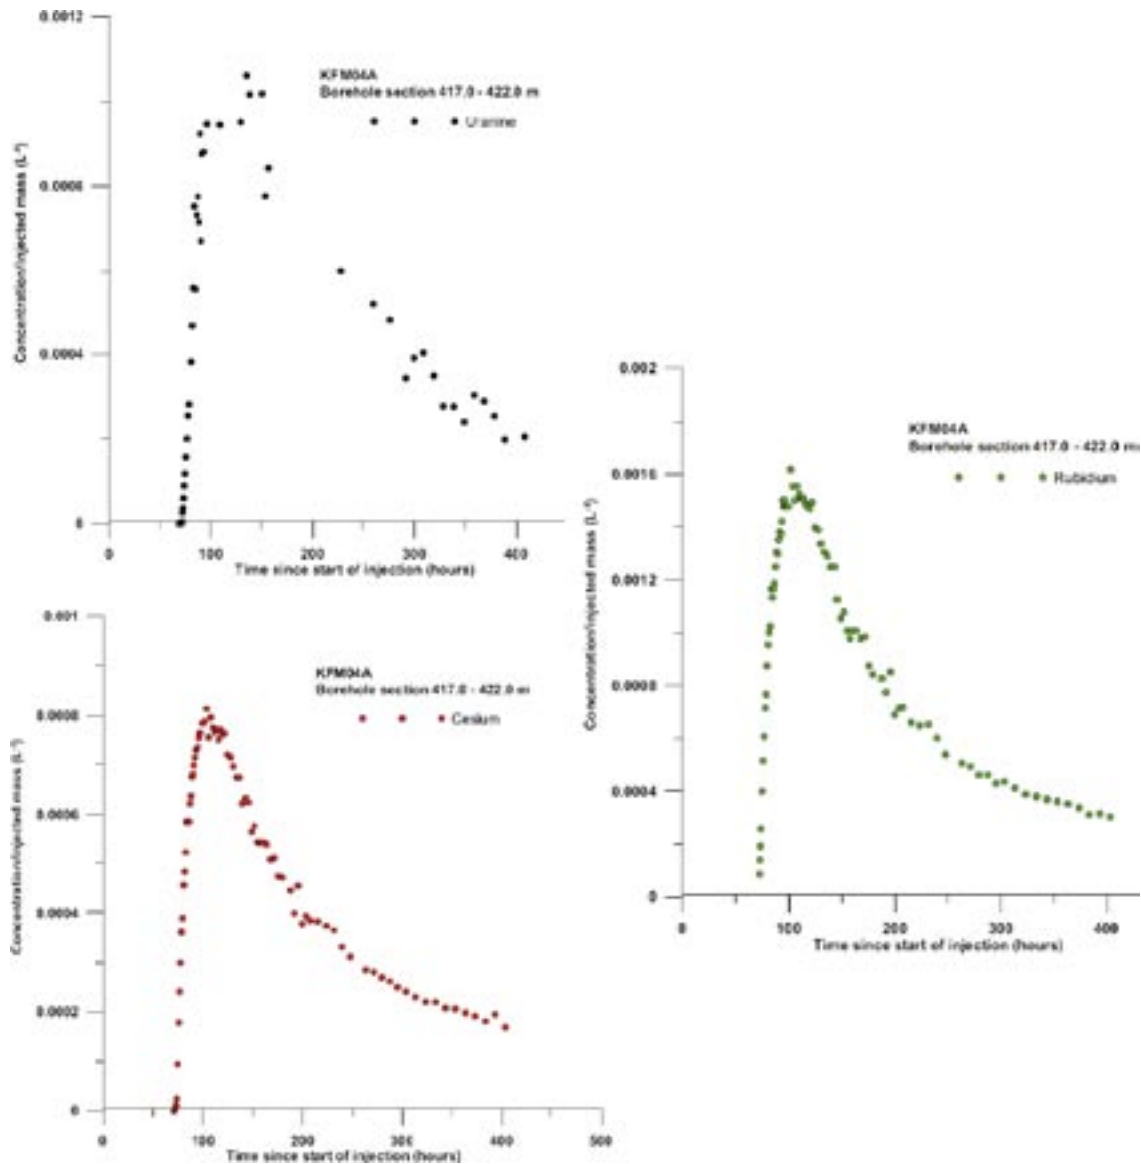 0.0012
KFM04A
Borehole section 417.0 - 422.0 m
Uranine
Concentration/injected mass (L⁻¹)
0.0008
0.0004
0
0 100 200 300 400
Time since start of injection (hours)
0.002
KFM04A
Borehole section 417.0 - 422.0 m
Rubidium
0.0016
Concentration/injected mass (L⁻¹)
0.0012
0.0008
0.0004
0
0 100 200 300 400
Time since start of injection (hours)
0.001
KFM04A
Borehole section 417.0 - 422.0 m
Cesium
0.0008
Concentration/injected mass (L⁻¹)
0.0006
0.0004
0.0002
0
0 100 200 300 400 500
Time since start of injection (hours)